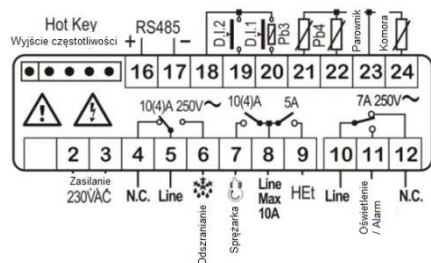 Hot Key
Wyjście częstotliwości
RS485
+ −
D.I.2
D.I.1
Pb3
Pb4
Parownik
Komora
16 17 18 19 20 21 22 23 24
10(4)A 250V~
10(4)A
5A
7A 250V~
2 3 4 5 6 7 8 9 10 11 12
Zasilanie
230VAC
N.C.
Line
Odszranianie
Sprężarka
Line
Max
10A
HEt
Line
Oświetlenie
/ Alarm
N.C.